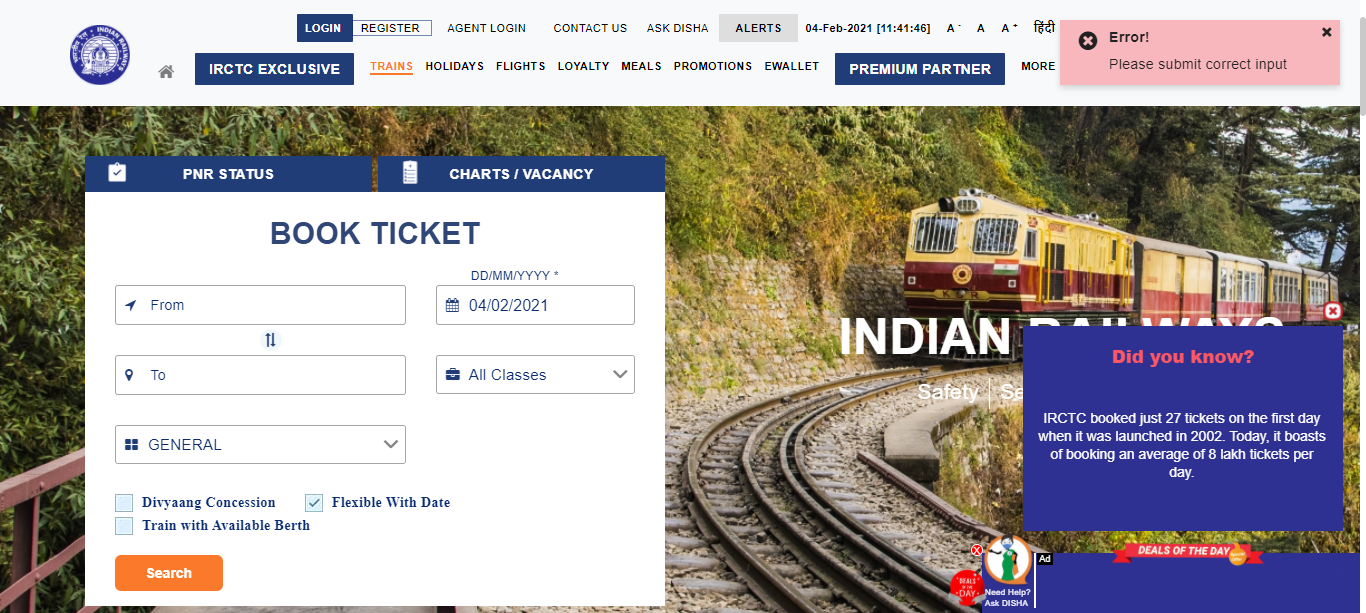 LOGIN
REGISTER
AGENT LOGIN
CONTACT US
ASK DISHA
ALERTS
04-Feb-2021 [11:41:46]
A -
A
A +
हिंदी
Error!
Please submit correct input
INDIAN RAILWAYS
IRCTC EXCLUSIVE
TRAINS
HOLIDAYS
FLIGHTS
LOYALTY
MEALS
PROMOTIONS
EWALLET
PREMIUM PARTNER
MORE
PNR STATUS
CHARTS / VACANCY
BOOK TICKET
DD/MM/YYYY *
From
04/02/2021
To
All Classes
GENERAL
Divyaang Concession
Flexible With Date
Train with Available Berth
Search
INDIAN RAILWAYS
Safety
Se
Did you know?
IRCTC booked just 27 tickets on the first day
when it was launched in 2002. Today, it boasts
of booking an average of 8 lakh tickets per
day.
DEALS OF THE DAY
Ad
DEALS
OF THE
DAY
Need Help?
Ask DISHA